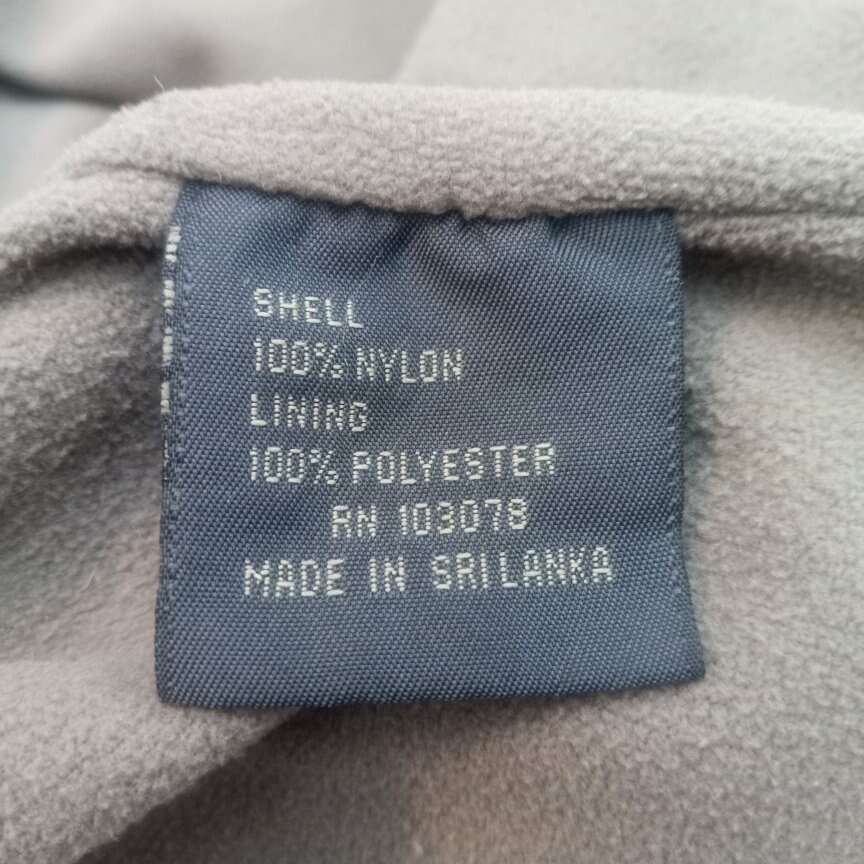 SHELL
100% NYLON
LINING
100% POLYESTER
RN 103078
MADE IN SRILANKA